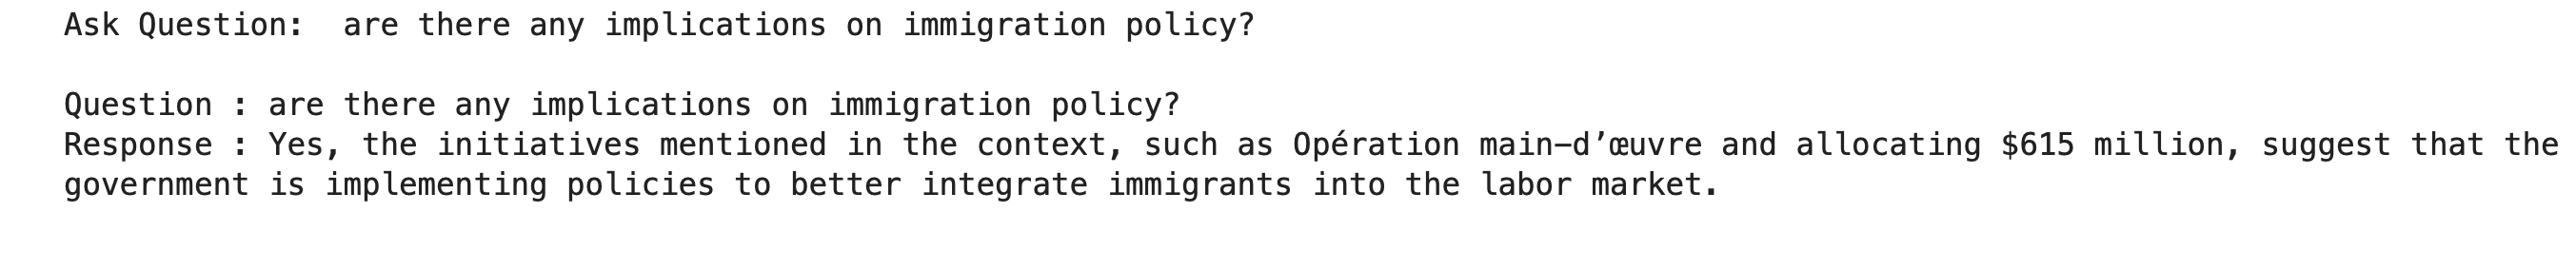 Ask Question:  are there any implications on immigration policy?
Question : are there any implications on immigration policy?
Response : Yes, the initiatives mentioned in the context, such as Opération main–d’œuvre and allocating $615 million, suggest that the
government is implementing policies to better integrate immigrants into the labor market.